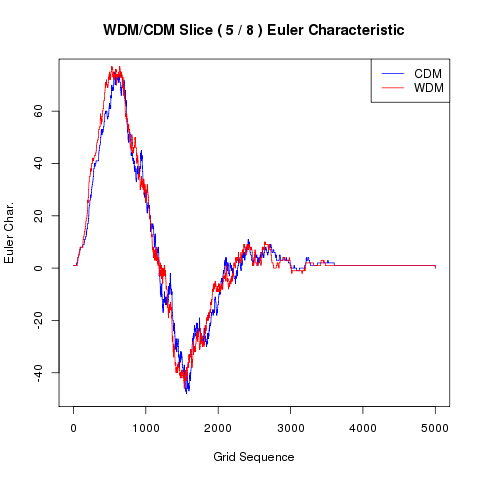 WDM/CDM Slice ( 5 / 8 ) Euler Characteristic
CDM
WDM
Euler Char.
60
40
20
0
-20
-40
0 1000 2000 3000 4000 5000
Grid Sequence